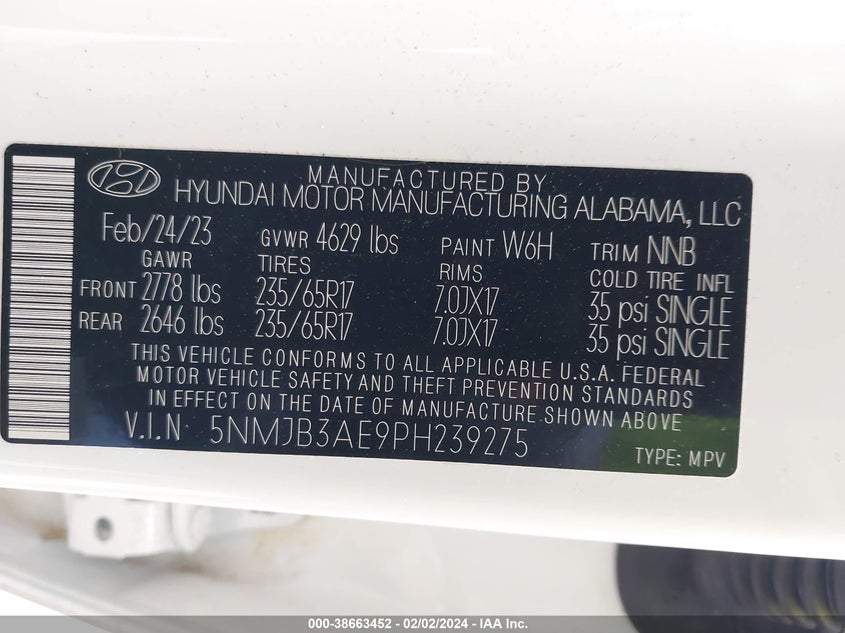 MANUFACTURED BY
HYUNDAI MOTOR MANUFACTURING ALABAMA, LLC
Feb/24/23 GVWR 4629 lbs PAINT W6H TRIM NNB
GAWR TIRES RIMS COLD TIRE INFL
FRONT 2778 lbs 235/65R17 7.0JX17 35 psi SINGLE
REAR 2646 lbs 235/65R17 7.0JX17 35 psi SINGLE
THIS VEHICLE CONFORMS TO ALL APPLICABLE U.S.A. FEDERAL
MOTOR VEHICLE SAFETY AND THEFT PREVENTION STANDARDS
IN EFFECT ON THE DATE OF MANUFACTURE SHOWN ABOVE
V.I.N 5NMJB3AE9PH239275
TYPE: MPV
000-38663452 - 02/02/2024 - IAA Inc.